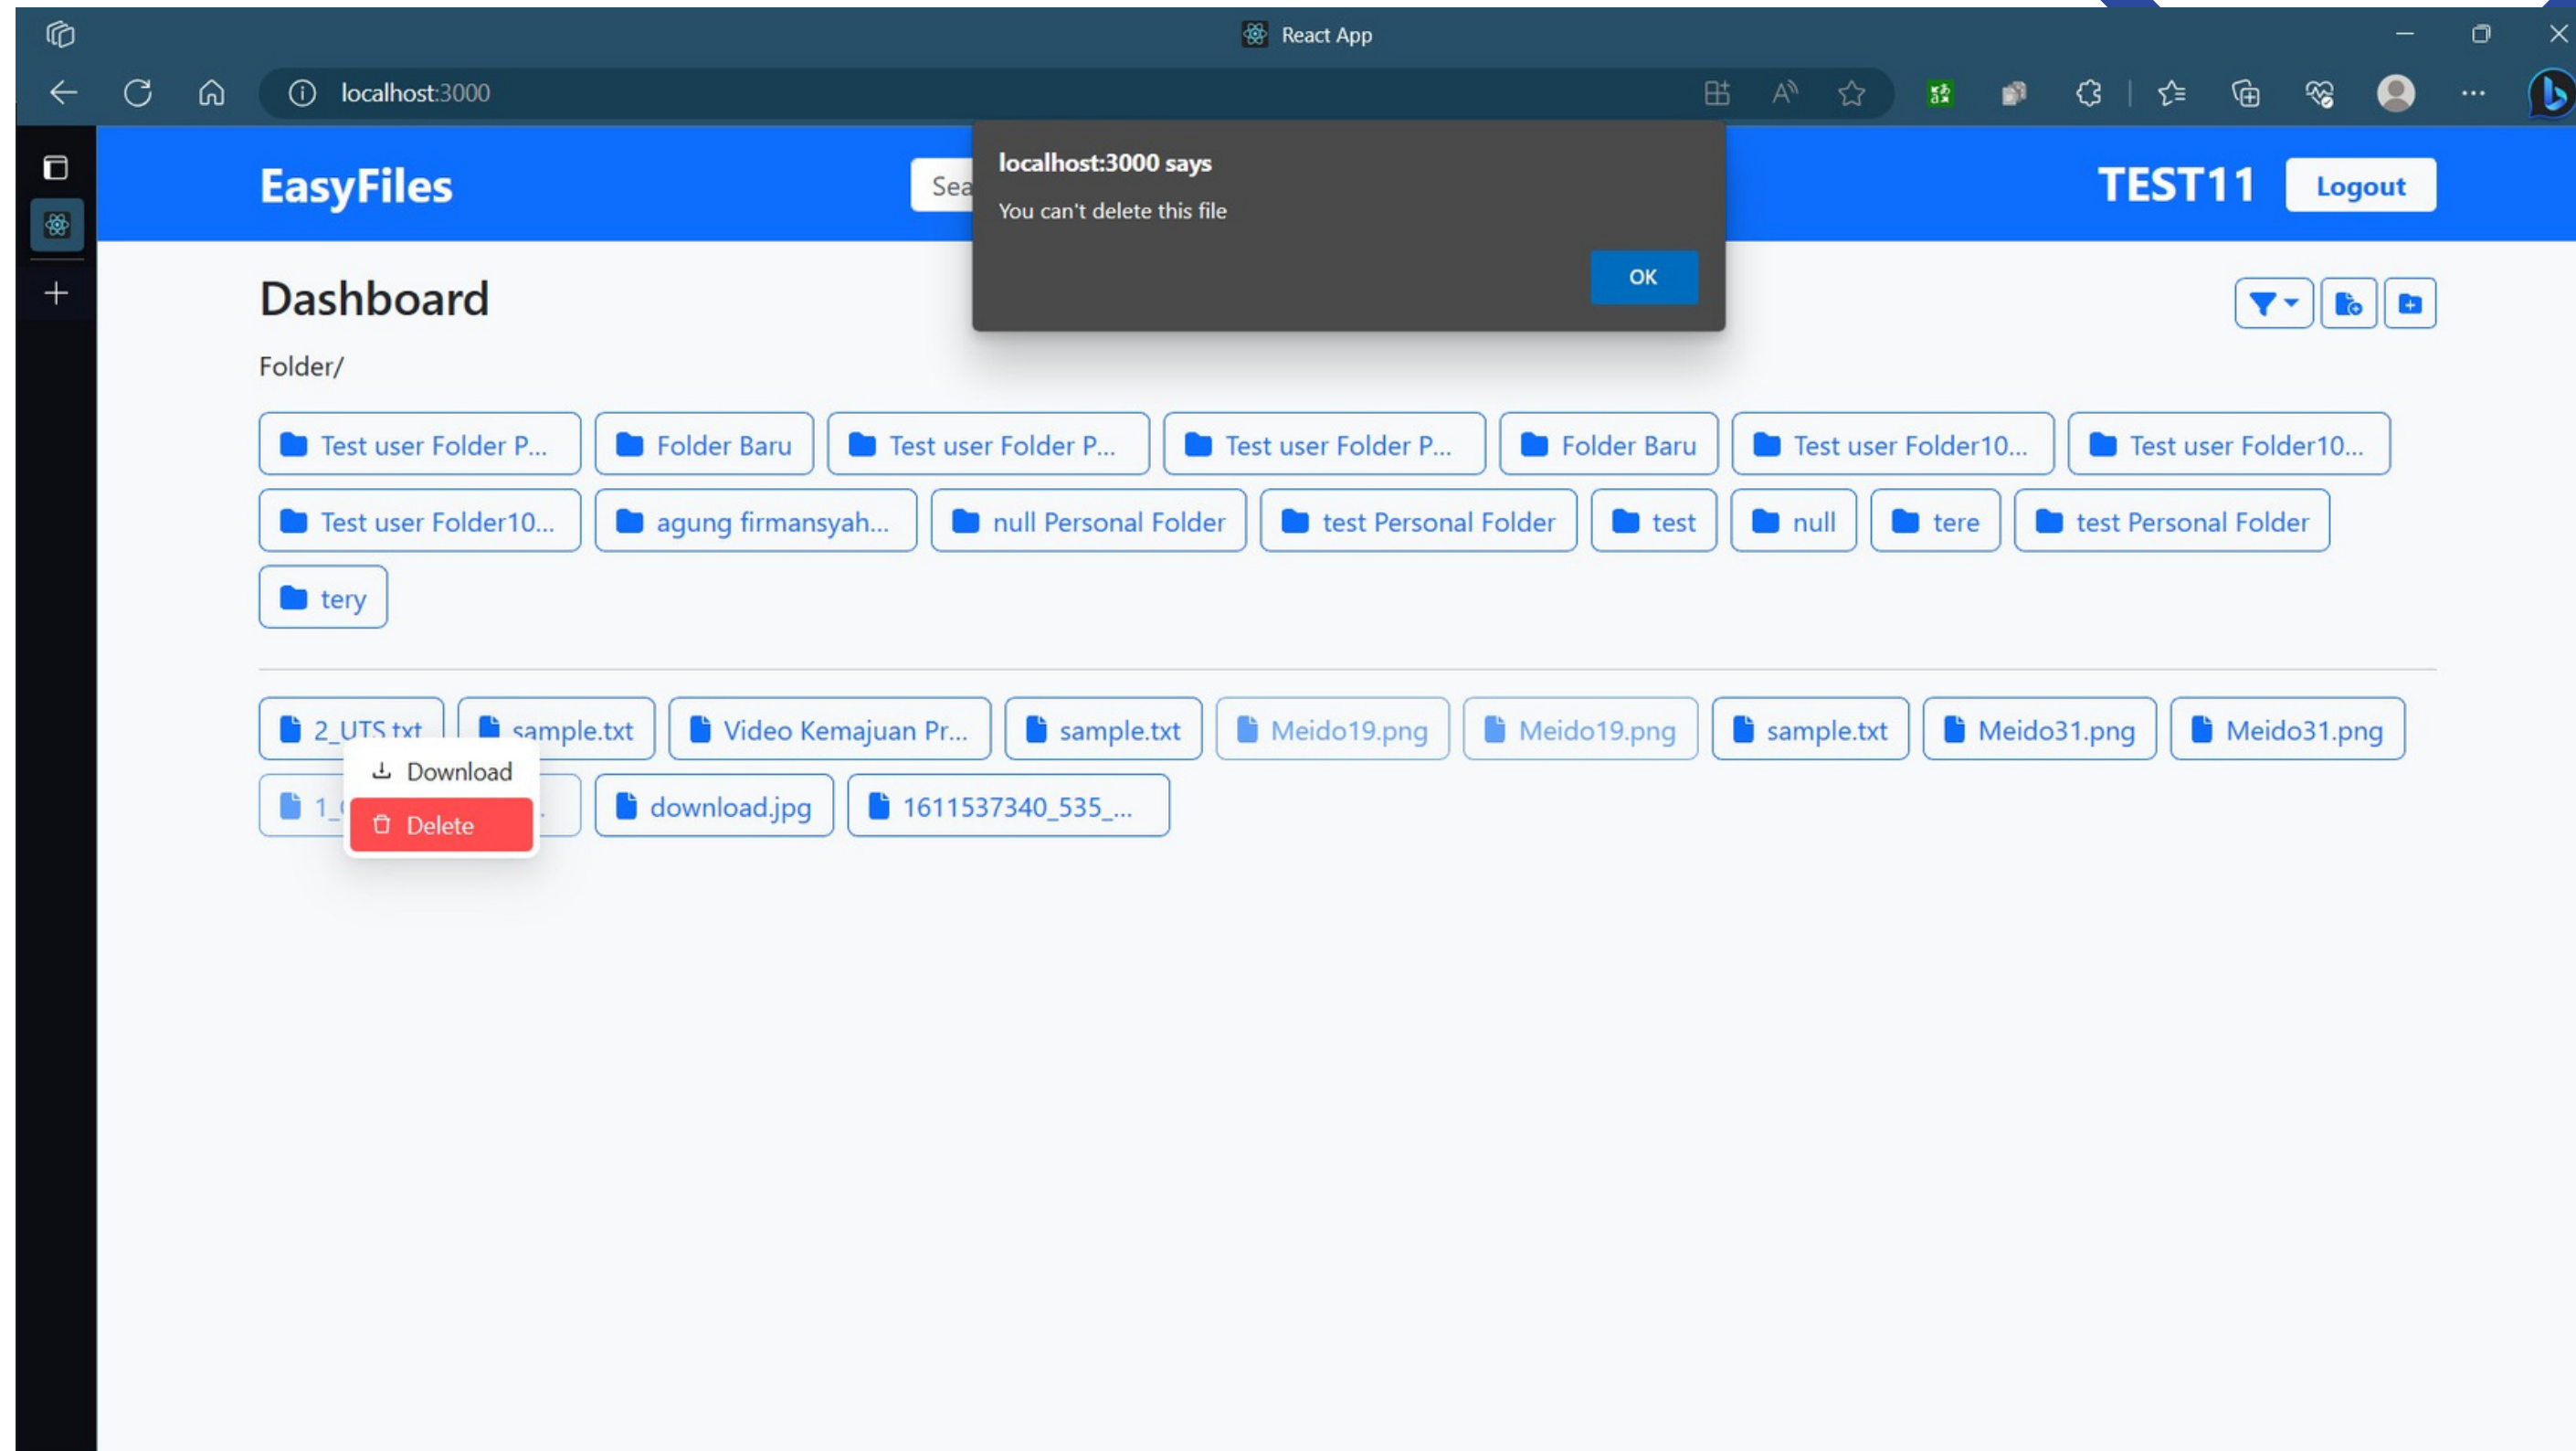 React App
localhost:3000
localhost:3000 says
You can't delete this file
OK
EasyFiles
Sea
TEST11
Logout
Dashboard
Folder/
Test user Folder P...
Folder Baru
Test user Folder P...
Test user Folder P...
Folder Baru
Test user Folder10...
Test user Folder10...
Test user Folder10...
agung firmansyah...
null Personal Folder
test Personal Folder
test
null
tere
test Personal Folder
tery
2_UTS.txt
sample.txt
Video Kemajuan Pr...
sample.txt
Meido19.png
Meido19.png
sample.txt
Meido31.png
Meido31.png
Download
Delete
download.jpg
1611537340_535_...